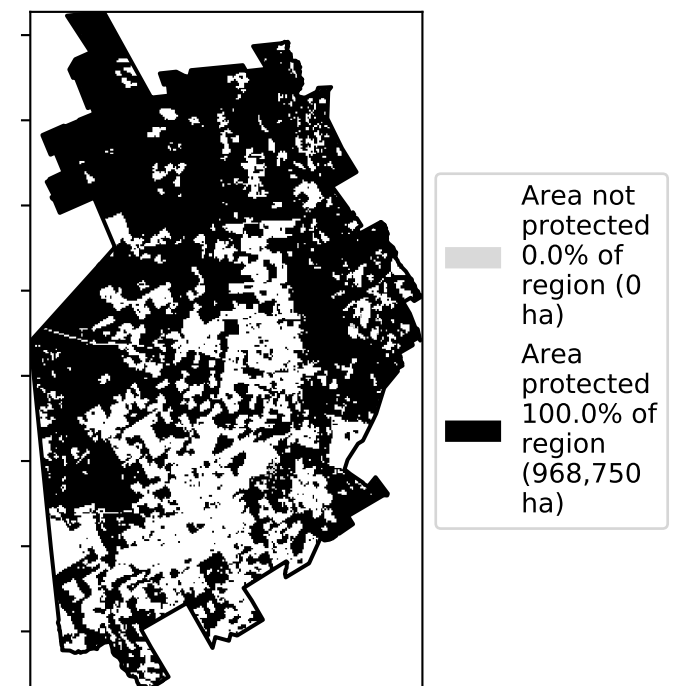 Area not
protected
0.0% of
region (0
ha)
Area
protected
100.0% of
region
(968,750
ha)